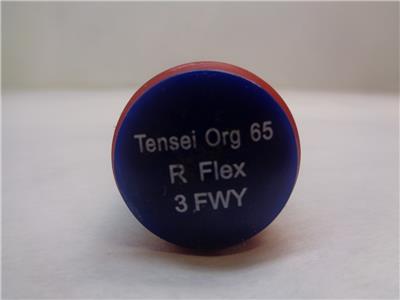 Tensei Org 65
R Flex
3 FWY